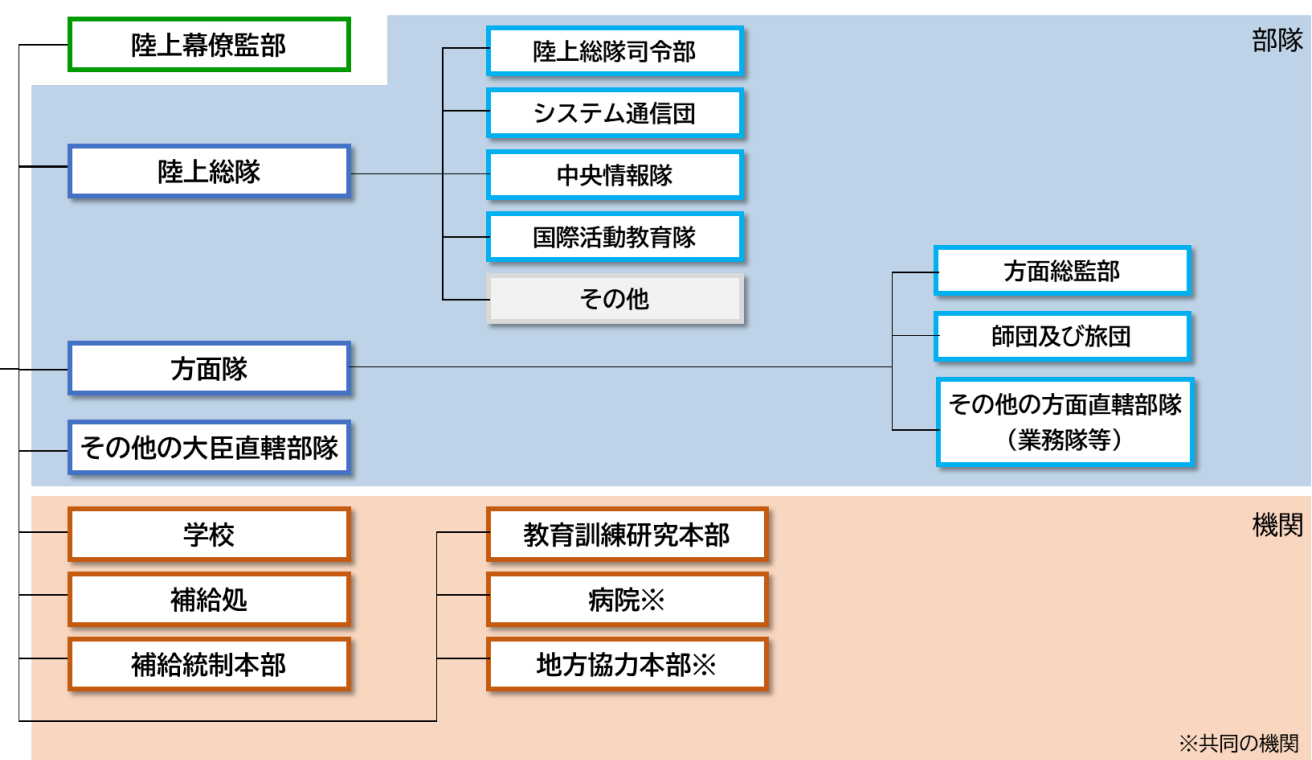 陸上幕僚監部
部隊
陸上総隊
陸上総隊司令部
システム通信団
中央情報隊
国際活動教育隊
その他
方面隊
方面総監部
師団及び旅団
その他の方面直轄部隊
（業務隊等）
その他の大臣直轄部隊
機関
学校
補給処
補給統制本部
教育訓練研究本部
病院※
地方協力本部※
※共同の機関